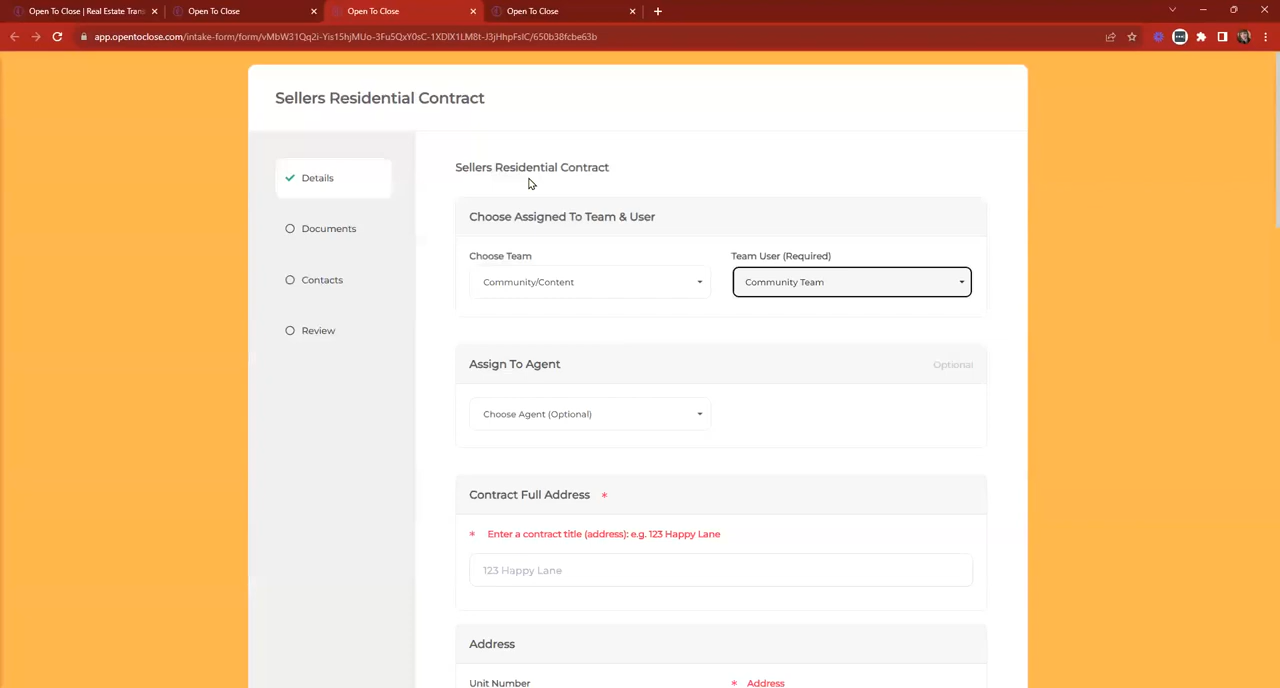 Open To Close | Real Estate Tran
Open To Close
Open To Close
Open To Close
app.opentoclose.com/intake-form/form/vMbW31Qq2i-Yis15hjMUo-3Fu5QxY0sC-1XDlX1LM8t-J3jHhpFsIC/650b38fcbe63b
Sellers Residential Contract
Details
Documents
Contacts
Review
Sellers Residential Contract
Choose Assigned To Team & User
Choose Team
Team User (Required)
Community/Content
Community Team
Assign To Agent
Optional
Choose Agent (Optional)
Contract Full Address *
* Enter a contract title (address): e.g. 123 Happy Lane
123 Happy Lane
Address
Unit Number
* Address